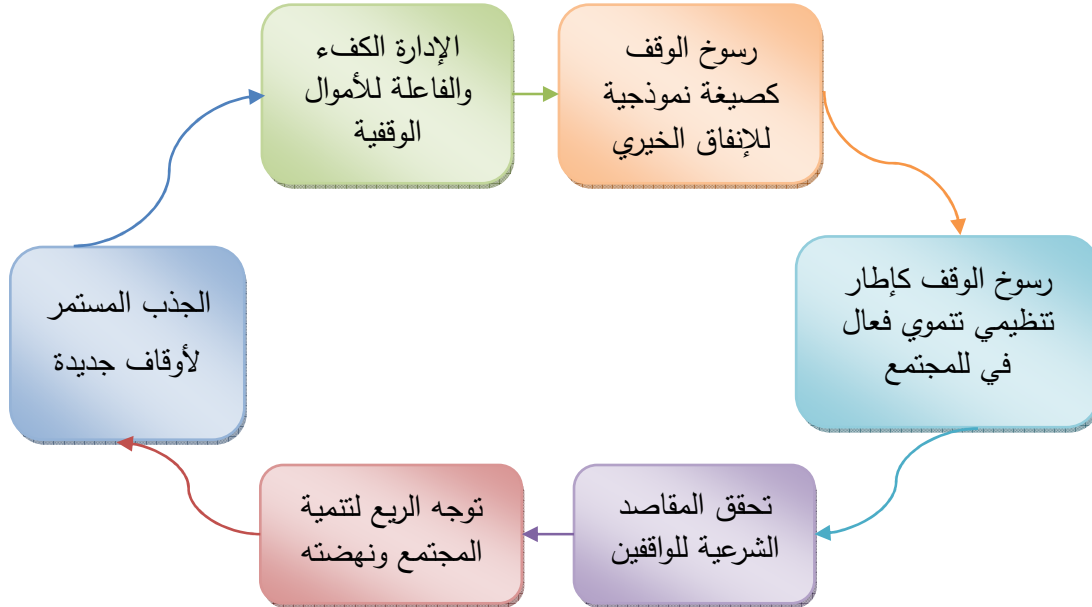 الإدارة الكفء
والفاعلة للأموال
الوقفية
رسوخ الوقف
كصيغة نموذجية
للإنفاق الخيري
رسوخ الوقف كإطار
تنظيمي تنموي فعال
في للمجتمع
تحقق المقاصد
الشرعية للواقفين
توجه الريع لتنمية
المجتمع ونهضته
الجذب المستمر
لأوقاف جديدة